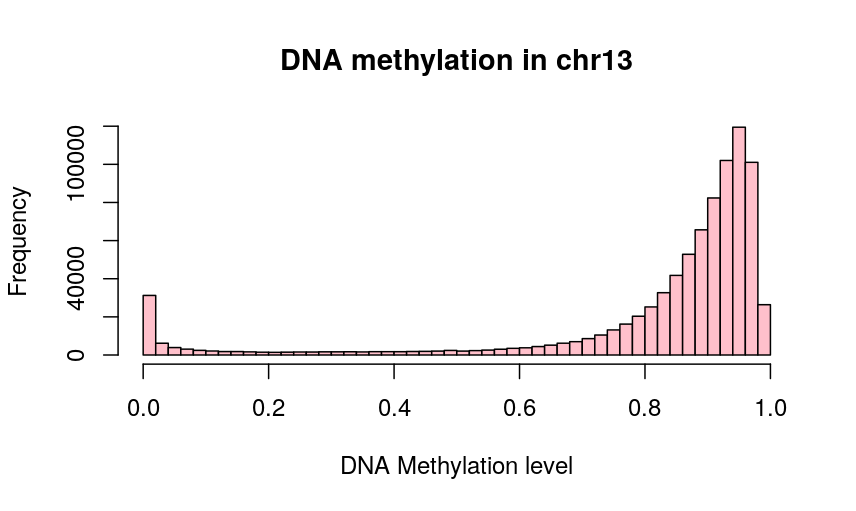 DNA methylation in chr13
Frequency
100000
40000
0
0.0 0.2 0.4 0.6 0.8 1.0
DNA Methylation level